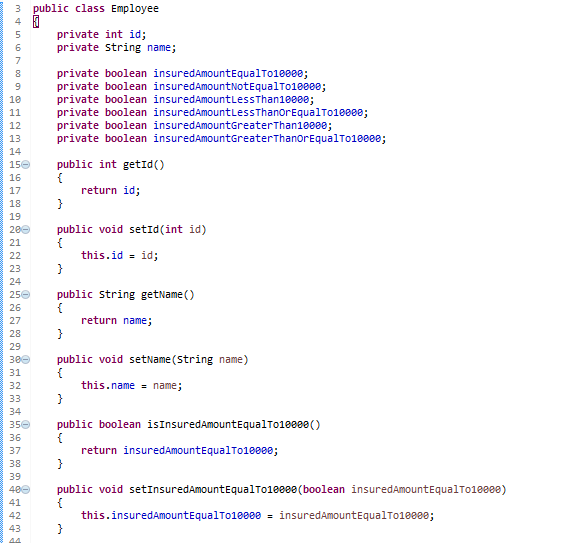 3 public class Employee
4 {
5 private int id;
6 private String name;
7
8 private boolean insuredAmountEqualTo10000;
9 private boolean insuredAmountNotEqualTo10000;
10 private boolean insuredAmountLessThan10000;
11 private boolean insuredAmountLessThanOrEqualTo10000;
12 private boolean insuredAmountGreaterThan10000;
13 private boolean insuredAmountGreaterThanOrEqualTo10000;
14
15 public int getId()
16 {
17 return id;
18 }
19
20 public void setId(int id)
21 {
22 this.id = id;
23 }
24
25 public String getName()
26 {
27 return name;
28 }
29
30 public void setName(String name)
31 {
32 this.name = name;
33 }
34
35 public boolean isInsuredAmountEqualTo10000()
36 {
37 return insuredAmountEqualTo10000;
38 }
39
40 public void setInsuredAmountEqualTo10000(boolean insuredAmountEqualTo10000)
41 {
42 this.insuredAmountEqualTo10000 = insuredAmountEqualTo10000;
43 }
44